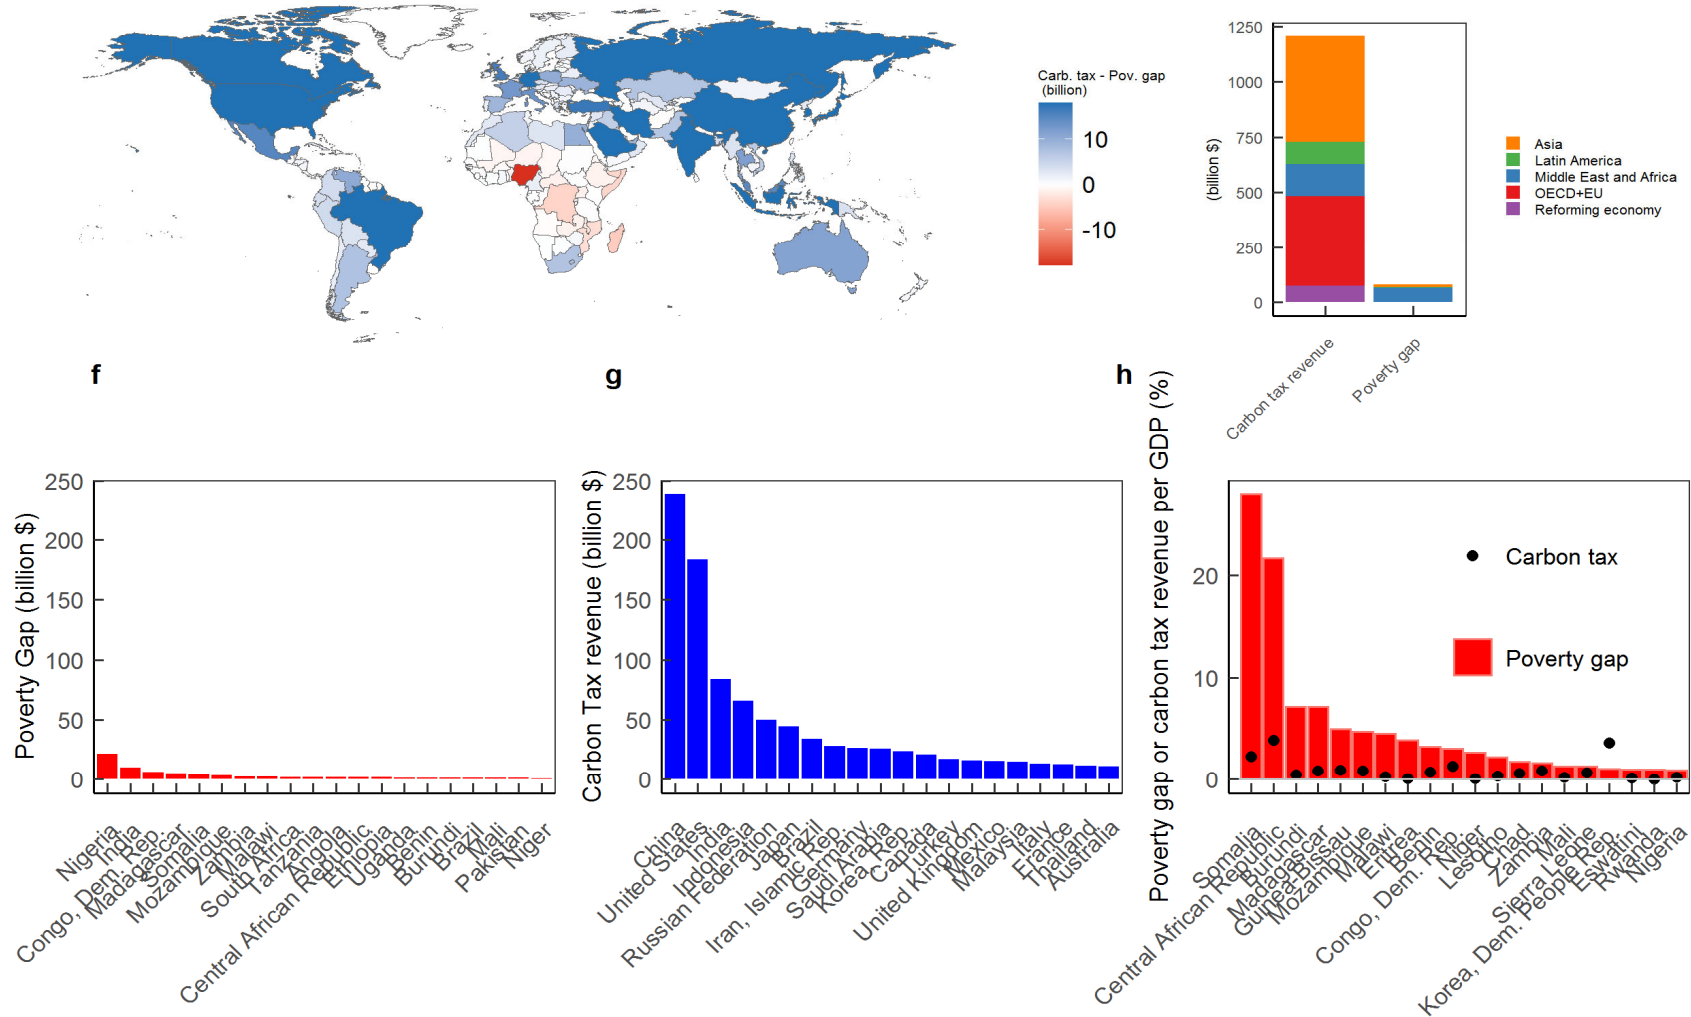 Carb. tax - Pov. gap
(billion)
10
0
-10
1250
1000
750
500
250
0
(billion $)
Carbon tax revenue
Poverty gap
Asia
Latin America
Middle East and Africa
OECD+EU
Reforming economy
f
Poverty Gap (billion $)
250
200
150
100
50
0
Nigeria
India
Congo, Dem. Rep.
Madagascar
Somalia
Mozambique
Zambia
Malawi
South Africa
Tanzania
Angola
Central African Republic
Ethiopia
Uganda
Benin
Burundi
Brazil
Mali
Pakistan
Niger
g
Carbon Tax revenue (billion $)
250
200
150
100
50
0
China
United States
India
Indonesia
Russian Federation
Japan
Brazil
Iran, Islamic Rep.
Germany
Saudi Arabia
Korea, Rep.
Canada
Turkey
United Kingdom
Mexico
Malaysia
Italy
France
Thailand
Australia
h
Poverty gap or carbon tax revenue per GDP (%)
20
10
0
Carbon tax
Poverty gap
Somalia
Central African Republic
Burundi
Madagascar
Guinea-Bissau
Mozambique
Malawi
Eritrea
Benin
Congo, Dem. Rep.
Niger
Lesotho
Chad
Zambia
Mali
Sierra Leone
Korea, Dem. People Rep.
Eswatini
Rwanda
Nigeria